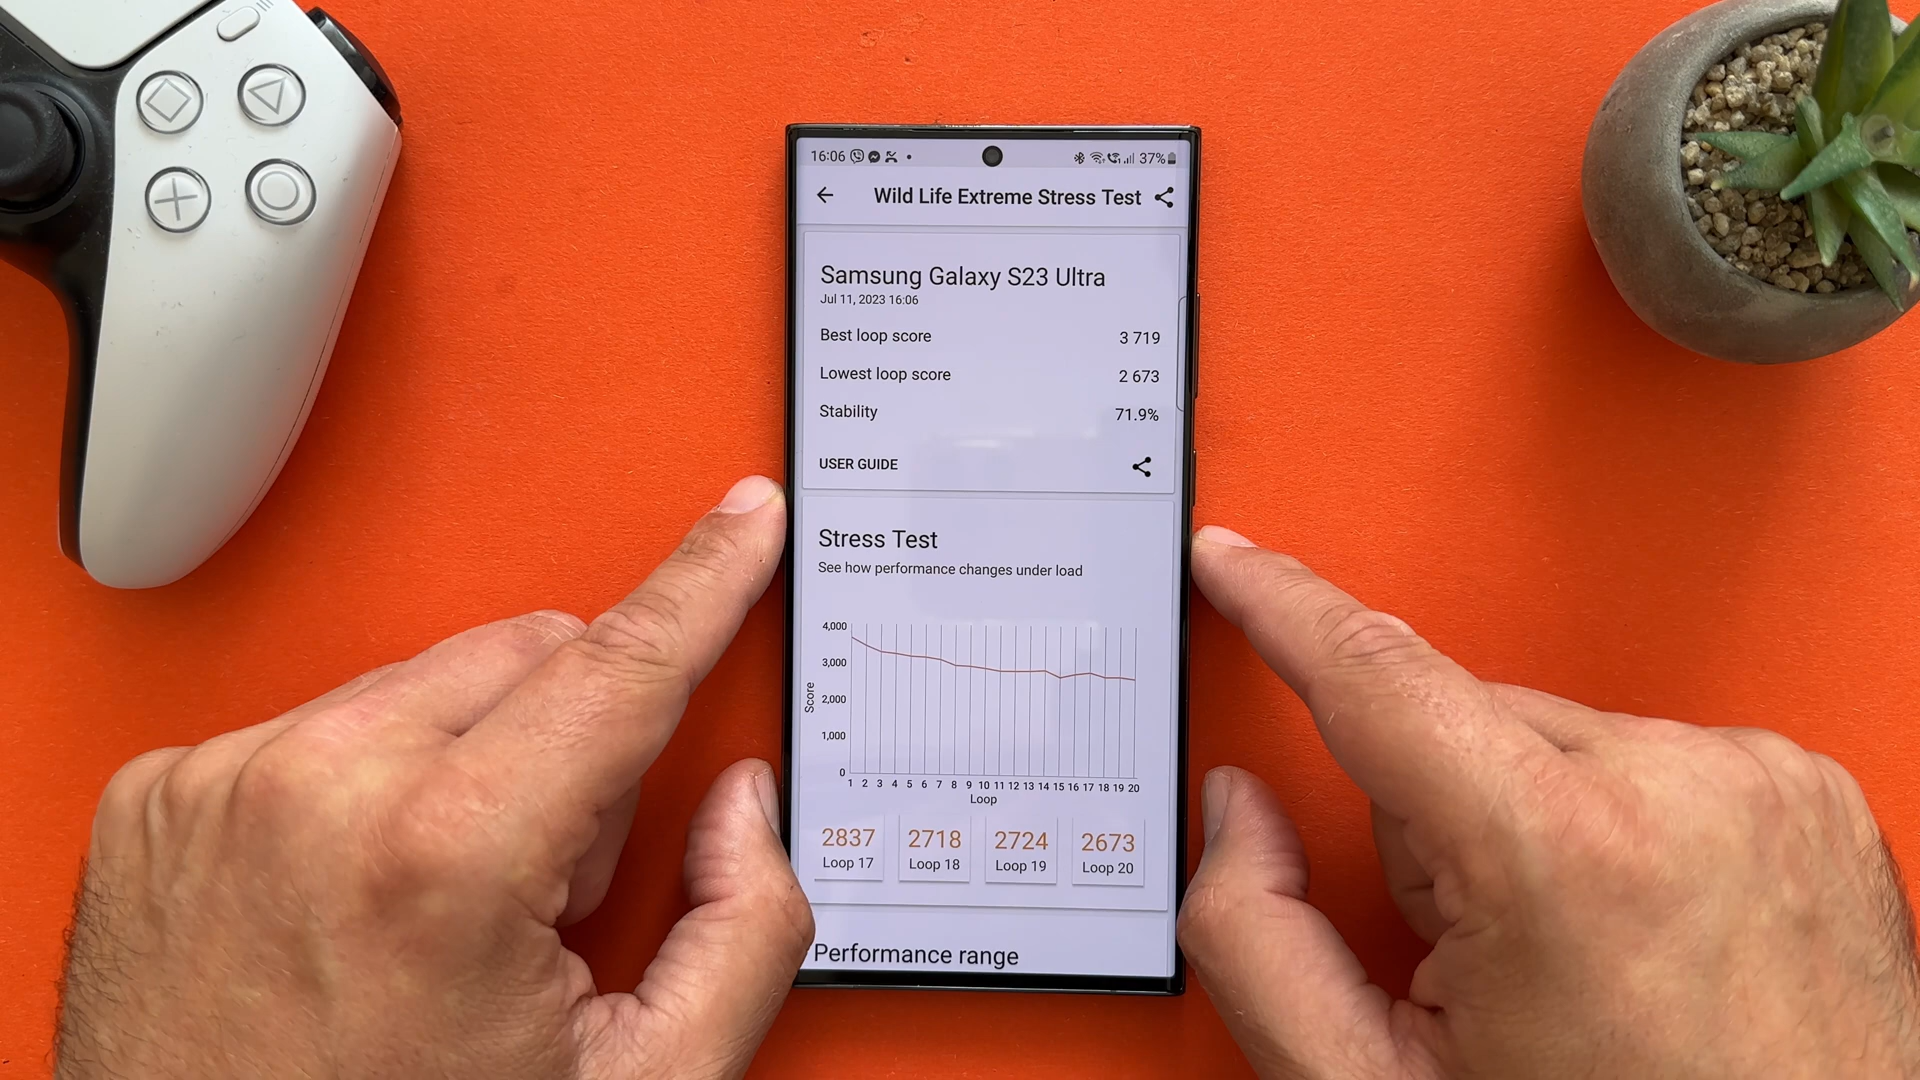 16:06 37%
Wild Life Extreme Stress Test
Samsung Galaxy S23 Ultra
Jul 11, 2023 16:06
Best loop score 3 719
Lowest loop score 2 673
Stability 71.9%
USER GUIDE
Stress Test
See how performance changes under load
4,000
3,000
2,000
1,000
0
Score
1 2 3 4 5 6 7 8 9 10 11 12 13 14 15 16 17 18 19 20
Loop
2837 2718 2724 2673
Loop 17 Loop 18 Loop 19 Loop 20
Performance range